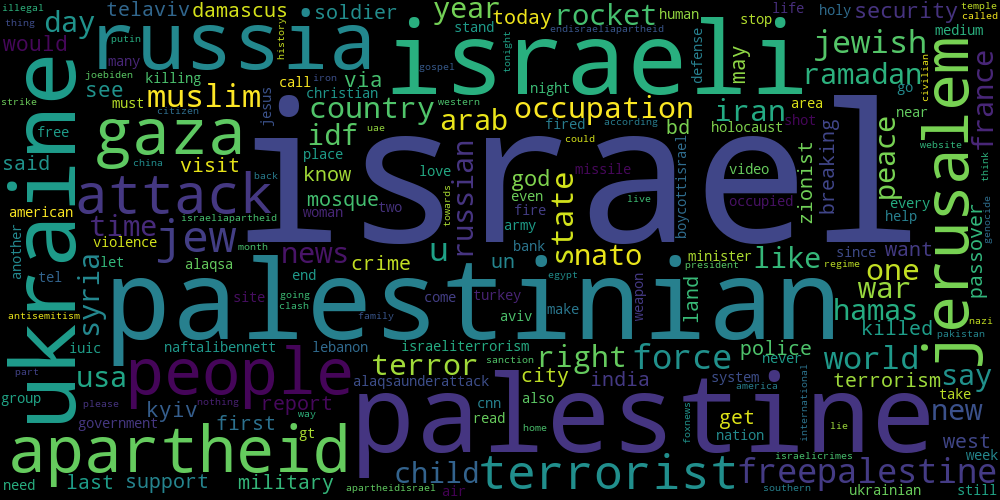 illegal
telaviv
damascus
soldier
year
today
rocket
human
stop
life
holy
security
temple
called
thing
day
russia
history
stand
endisraeliapartheid
israeli
defense
may
jewish
medium
would
putin
many
joebiden
see
killing
via
tonight
gospel
ramadan
france
strike
must
muslim
call
christian
night
go
civilian
ukraine
citizen
jesus
country
western
occupation
iran
area
near
jerusalem
free
gaza
idf
uae
arab
fired
according
bd
holocaust
shot
website
said
china
visit
place
could
peace
think
attack
back
know
love
god
state
missile
video
zionist
breaking
every
american
israeliapartheid
mosque
even
live
occupied
help
genocide
time
jew
woman
two
towards
fire
boycottisrael
israel
army
another
violence
month
news
u
russian
bank
nato
minister
like
since
want
passover
let
alaqsa
crime
un
egypt
president
regime
one
tel
syria
site
end
going
clash
come
turkey
weapon
land
war
antisemitism
palestinian
family
aviv
make
hamas
nazi
iuic
naftalibennett
lebanon
israelterrorism
sanction
killed
pakistan
part
usa
people
terror
right
force
police
never
world
say
group
alaqsaunderattack
city
india
system
america
terrorism
take
please
kyiv
nothing
report
cnn
also
foxnews
get
international
new
government
first
way
read
home
palestine
nation
lie
west
apartheid
gt
israelicrimes
week
need
last
support
military
child
terrorist
freepalestine
apartheidisrael
air
southern
ukrainian
still